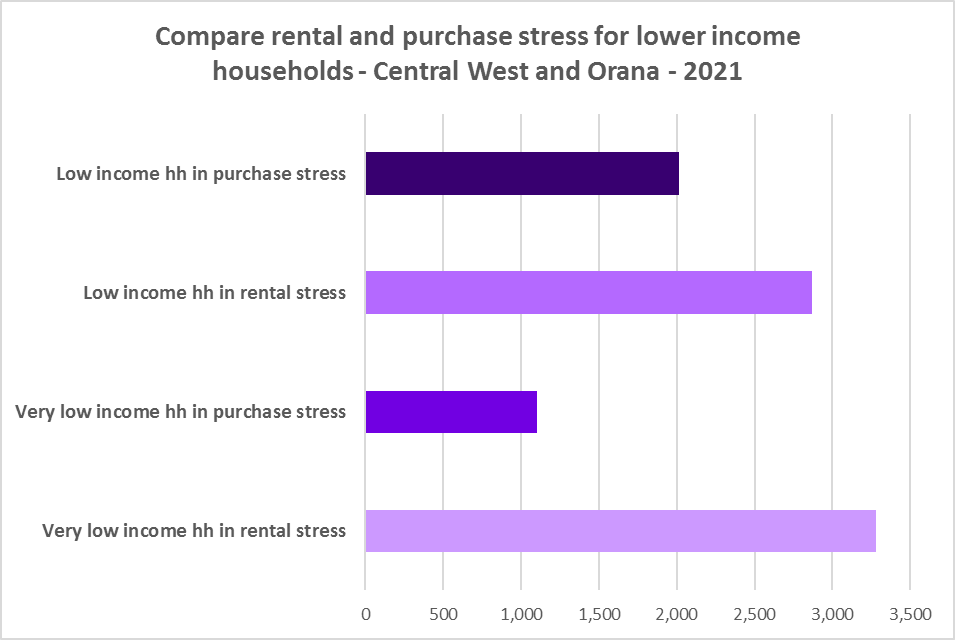 Compare rental and purchase stress for lower income
households - Central West and Orana - 2021
Low income hh in purchase stress
Low income hh in rental stress
Very low income hh in purchase stress
Very low income hh in rental stress
0 500 1,000 1,500 2,000 2,500 3,000 3,500